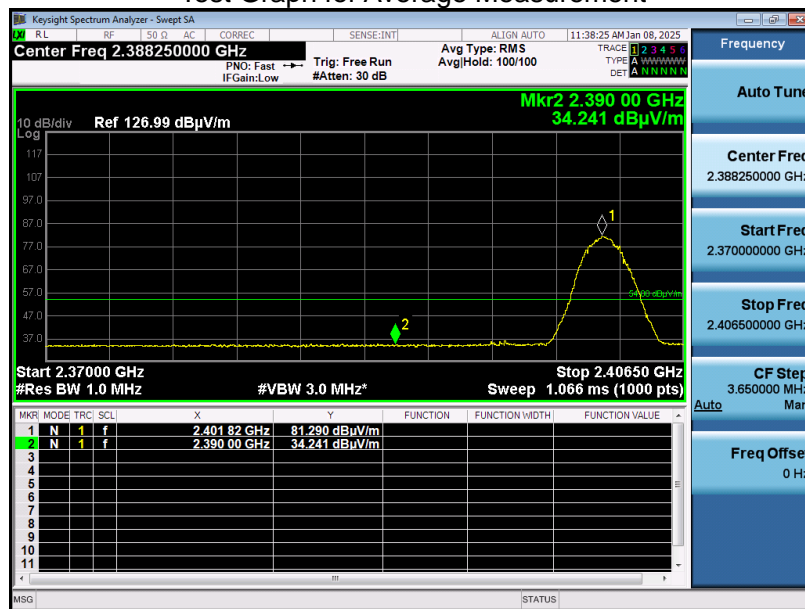 Test Graph for Average Measurement
Keysight Spectrum Analyzer - Swept SA
RL RF 50 Ω AC CORREC SENSE:INT ALIGN AUTO 11:38:25 AM Jan 08, 2025
Center Freq 2.388250000 GHz
PNO: Fast
IFGain:Low
Trig: Free Run
#Atten: 30 dB
Avg Type: RMS
Avg|Hold: 100/100
TRACE 1 2 3 4 5 6
TYPE A WWWWW
DET A N N N N N
Mkr2 2.390 00 GHz
34.241 dBµV/m
10 dB/div Ref 126.99 dBµV/m
Log
117
107
97.0
87.0
77.0
67.0
57.0
47.0
37.0
1
54.00 dBµV/m
2
Start 2.37000 GHz Stop 2.40650 GHz
#Res BW 1.0 MHz #VBW 3.0 MHz* Sweep 1.066 ms (1000 pts)
MKR MODE TRC SCL X Y FUNCTION FUNCTION WIDTH FUNCTION VALUE
1 N 1 f 2.401 82 GHz 81.290 dBµV/m
2 N 1 f 2.390 00 GHz 34.241 dBµV/m
3
4
5
6
7
8
9
10
11
MSG STATUS
Frequency
Auto Tune
Center Freq
2.388250000 GHz
Start Freq
2.370000000 GHz
Stop Freq
2.406500000 GHz
CF Step
3.650000 MHz
Auto Man
Freq Offset
0 Hz